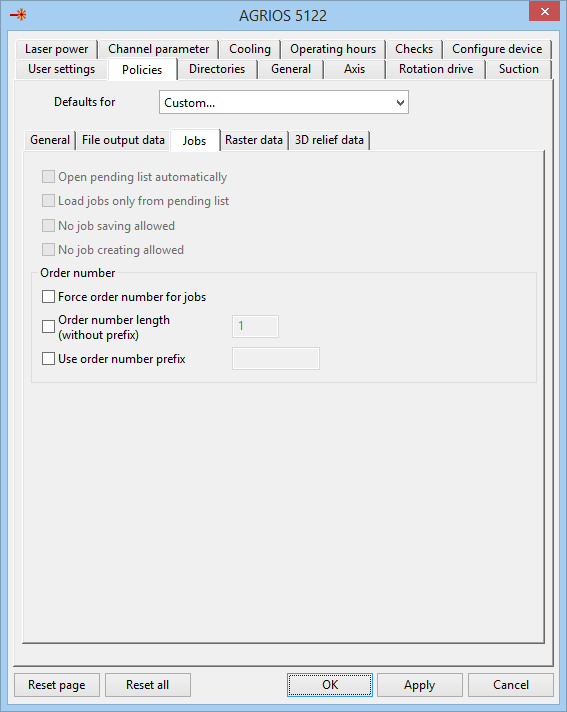 AGRIOS 5122
Laser power Channel parameter Cooling Operating hours Checks Configure device
User settings Policies Directories General Axis Rotation drive Suction
Defaults for Custom...
General File output data Jobs Raster data 3D relief data
Open pending list automatically
Load jobs only from pending list
No job saving allowed
No job creating allowed
Order number
Force order number for jobs
Order number length
(without prefix)
1
Use order number prefix
Reset page Reset all OK Apply Cancel